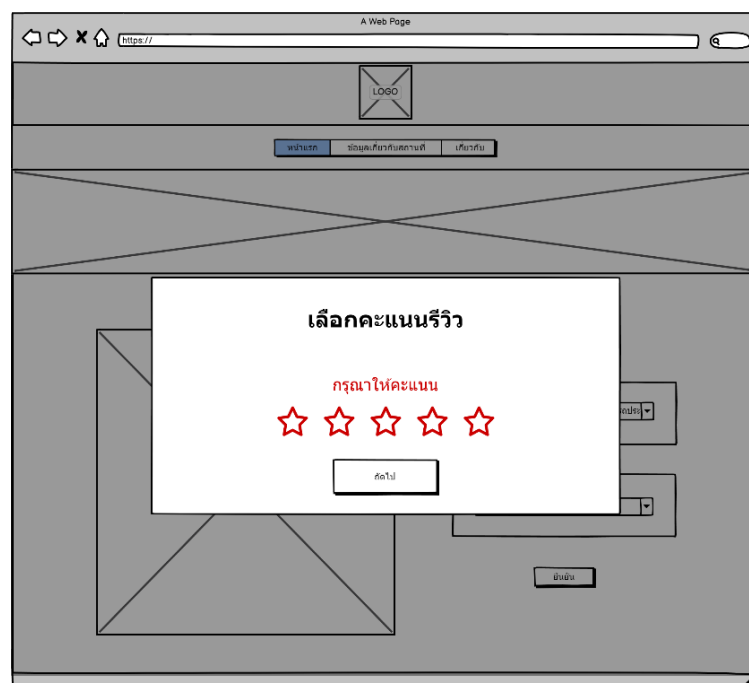 A Web Page
https://
LOGO
หน้าแรก
ข้อมูลเกี่ยวกับสถานที่
เกี่ยวกับ
เลือกคะแนนรีวิว
กรุณาให้คะแนน
ถัดไป
ยืนยัน